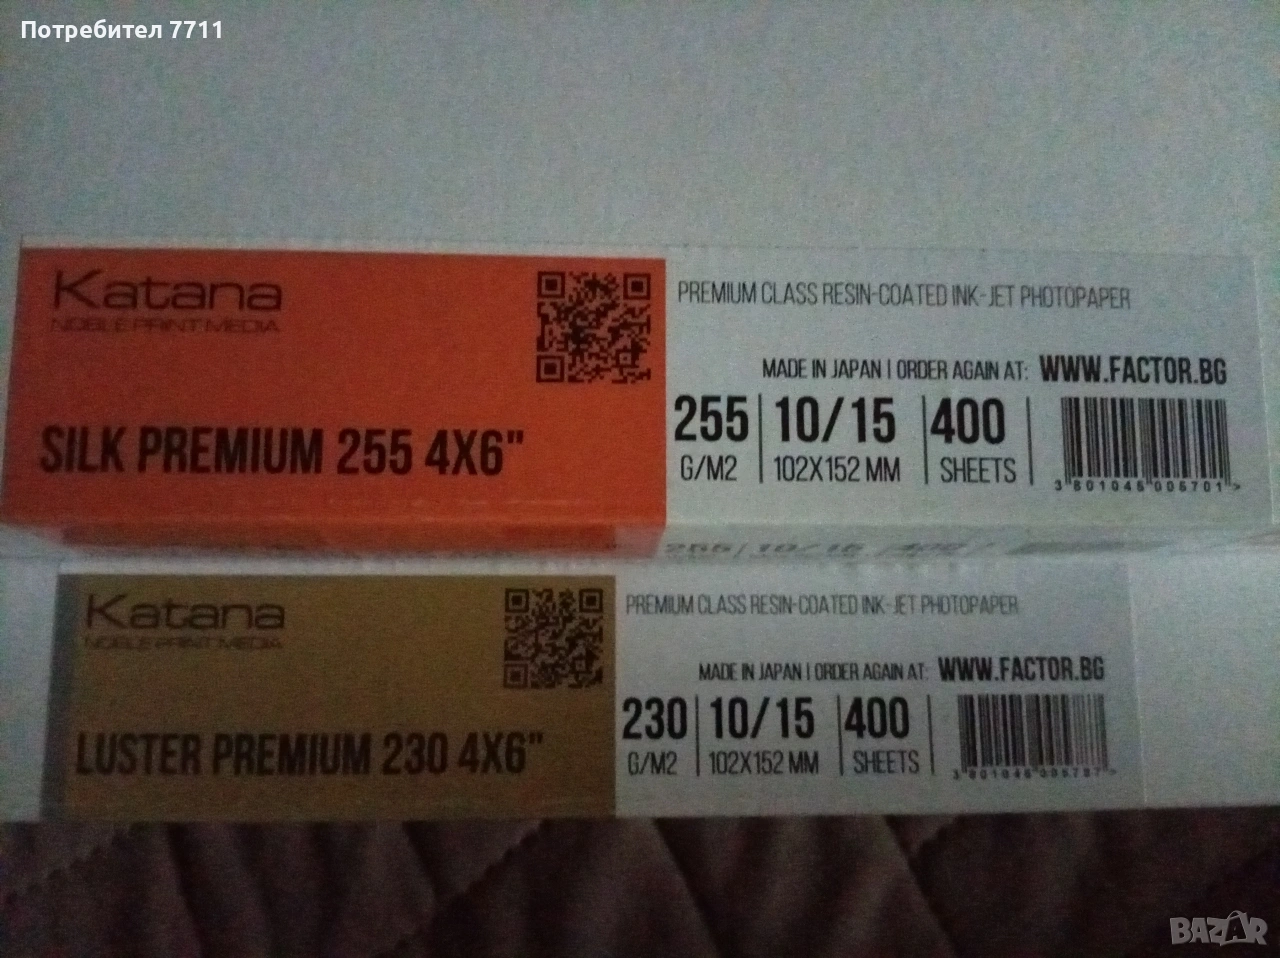 Потребител 7711
Katana
NOBLE PRINT MEDIA
SILK PREMIUM 255 4X6"
PREMIUM CLASS RESIN-COATED INK-JET PHOTOPAPER
MADE IN JAPAN | ORDER AGAIN AT: WWW.FACTOR.BG
255 10/15 400
G/M2 102X152 MM SHEETS
Katana
NOBLE PRINT MEDIA
LUSTER PREMIUM 230 4X6"
PREMIUM CLASS RESIN-COATED INK-JET PHOTOPAPER
MADE IN JAPAN | ORDER AGAIN AT: WWW.FACTOR.BG
230 10/15 400
G/M2 102X152 MM SHEETS
BAZAR